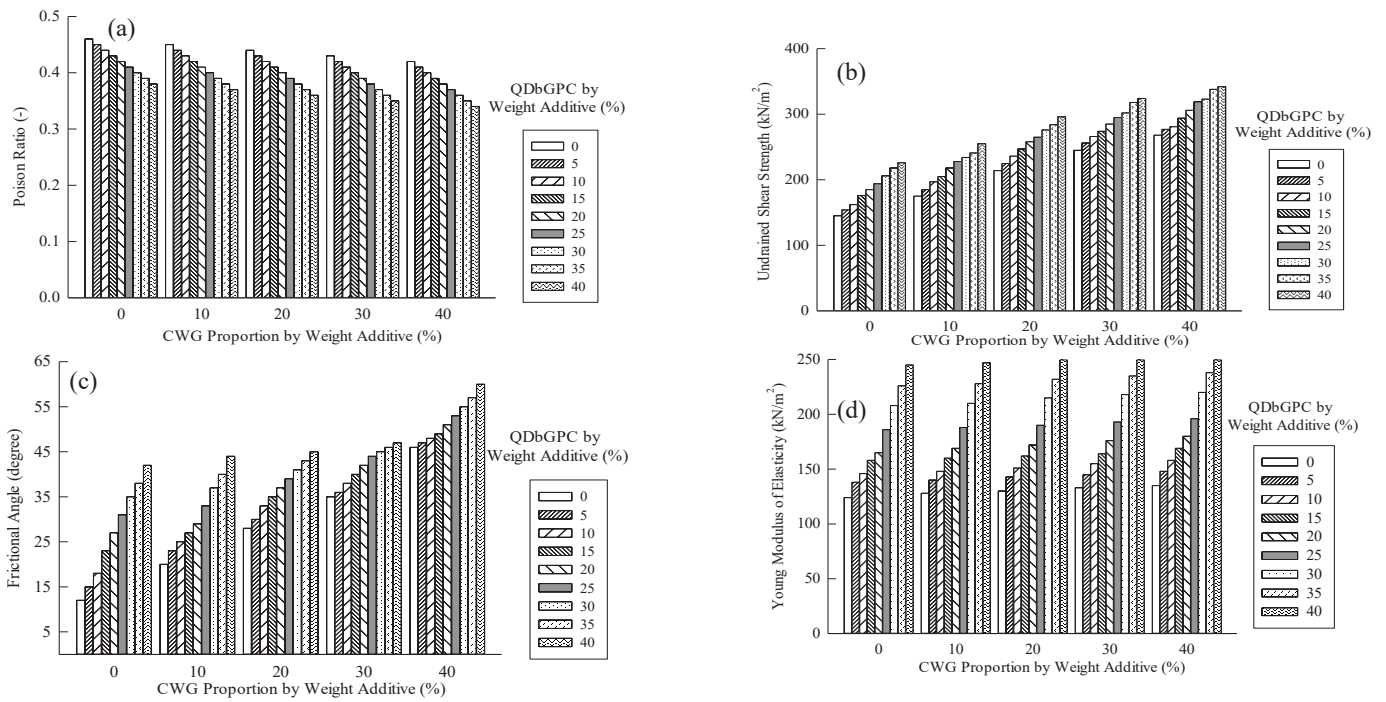 (a)
0.5
0.4
0.3
0.2
0.1
0.0
Poison Ratio (-)
0 10 20 30 40
CWG Proportion by Weight Additive (%)
QDbGPC by
Weight Additive (%)
0
5
10
15
20
25
30
35
40
(b)
400
300
200
100
0
Undrained Shear Strength (kN/m²)
0 10 20 30 40
CWG Proportion by Weight Additive (%)
QDbGPC by
Weight Additive (%)
0
5
10
15
20
25
30
35
40
(c)
65
55
45
35
25
15
5
Frictional Angle (degree)
0 10 20 30 40
CWG Proportion by Weight Additive (%)
QDbGPC by
Weight Additive (%)
0
5
10
15
20
25
30
35
40
(d)
250
200
150
100
50
0
Young Modulus of Elasticity (kN/m²)
0 10 20 30 40
CWG Proportion by Weight Additive (%)
QDbGPC by
Weight Additive (%)
0
5
10
15
20
25
30
35
40